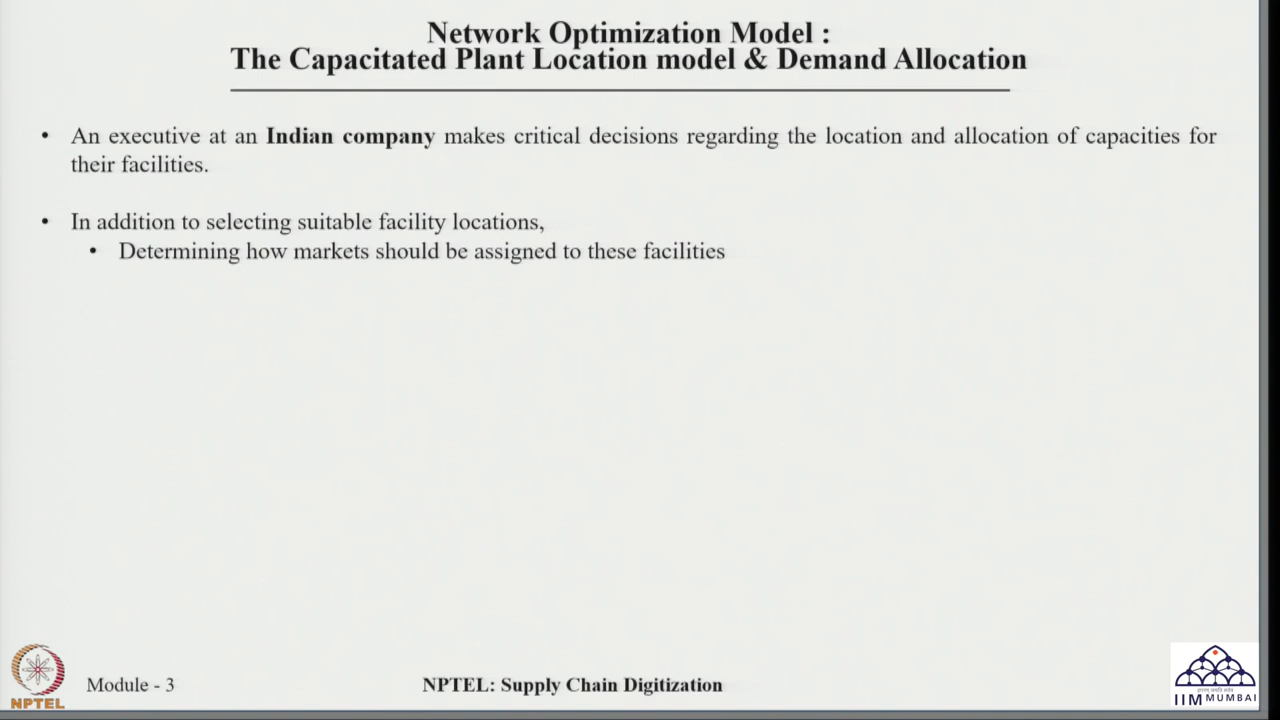 Network Optimization Model :
The Capacitated Plant Location model & Demand Allocation
• An executive at an Indian company makes critical decisions regarding the location and allocation of capacities for
their facilities.
• In addition to selecting suitable facility locations,
• Determining how markets should be assigned to these facilities
NPTEL
Module - 3
NPTEL: Supply Chain Digitization
IIM MUMBAI